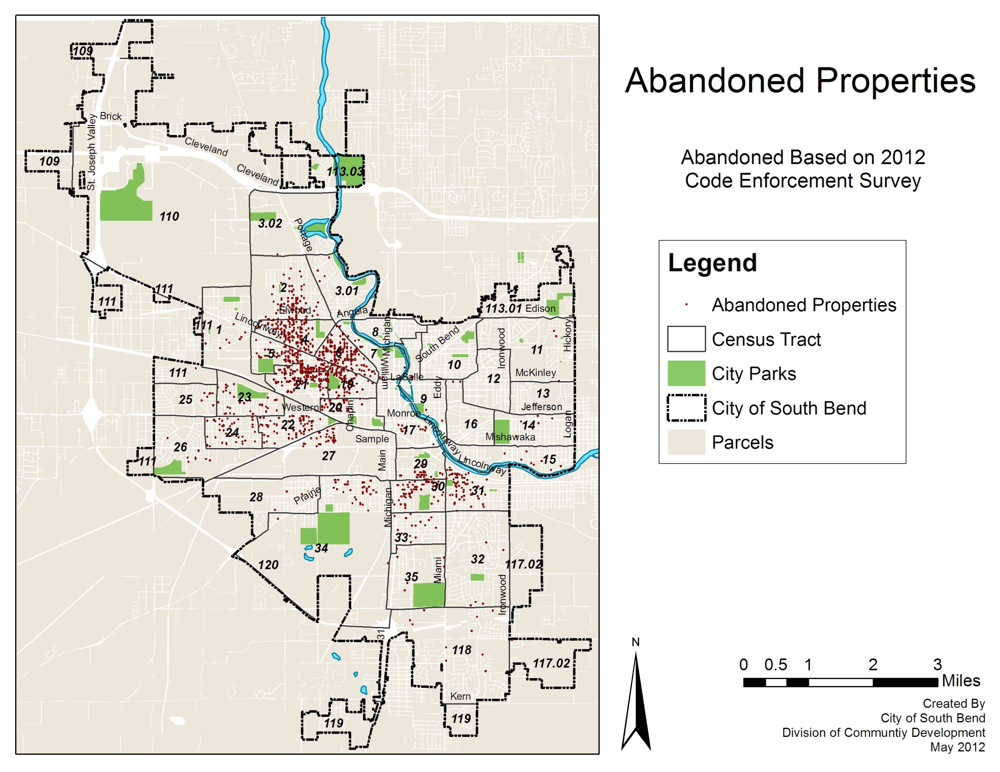 Abandoned Properties
Abandoned Based on 2012
Code Enforcement Survey
Legend
Abandoned Properties
Census Tract
City Parks
City of South Bend
Parcels
N
0 0.5 1 2 3
Miles
Created By
City of South Bend
Division of Communtiy Development
May 2012
109
Brick
St. Joseph Valley
Cleveland
109
Cleveland
113.03
110
3.02
Portage
111
111
2
3.01
Elwood
Angela
113.01
Edison
111
1
Lincolnway
4
8
Michigan
South Bend
Ironwood
Hickory
11
5
6
7
William
10
111
LaSalle
McKinley
12
21
19
Eddy
25
23
9
13
Western
20
Chapin
Monroe
Jefferson
24
22
17
Lincolnway
16
14
Logan
Sample
Mishawaka
26
27
Main
111
29
Lincolnway
15
28
Prairie
Michigan
30
31
33
34
120
32
117.02
35
Miami
Ironwood
31
118
117.02
Kern
119
119